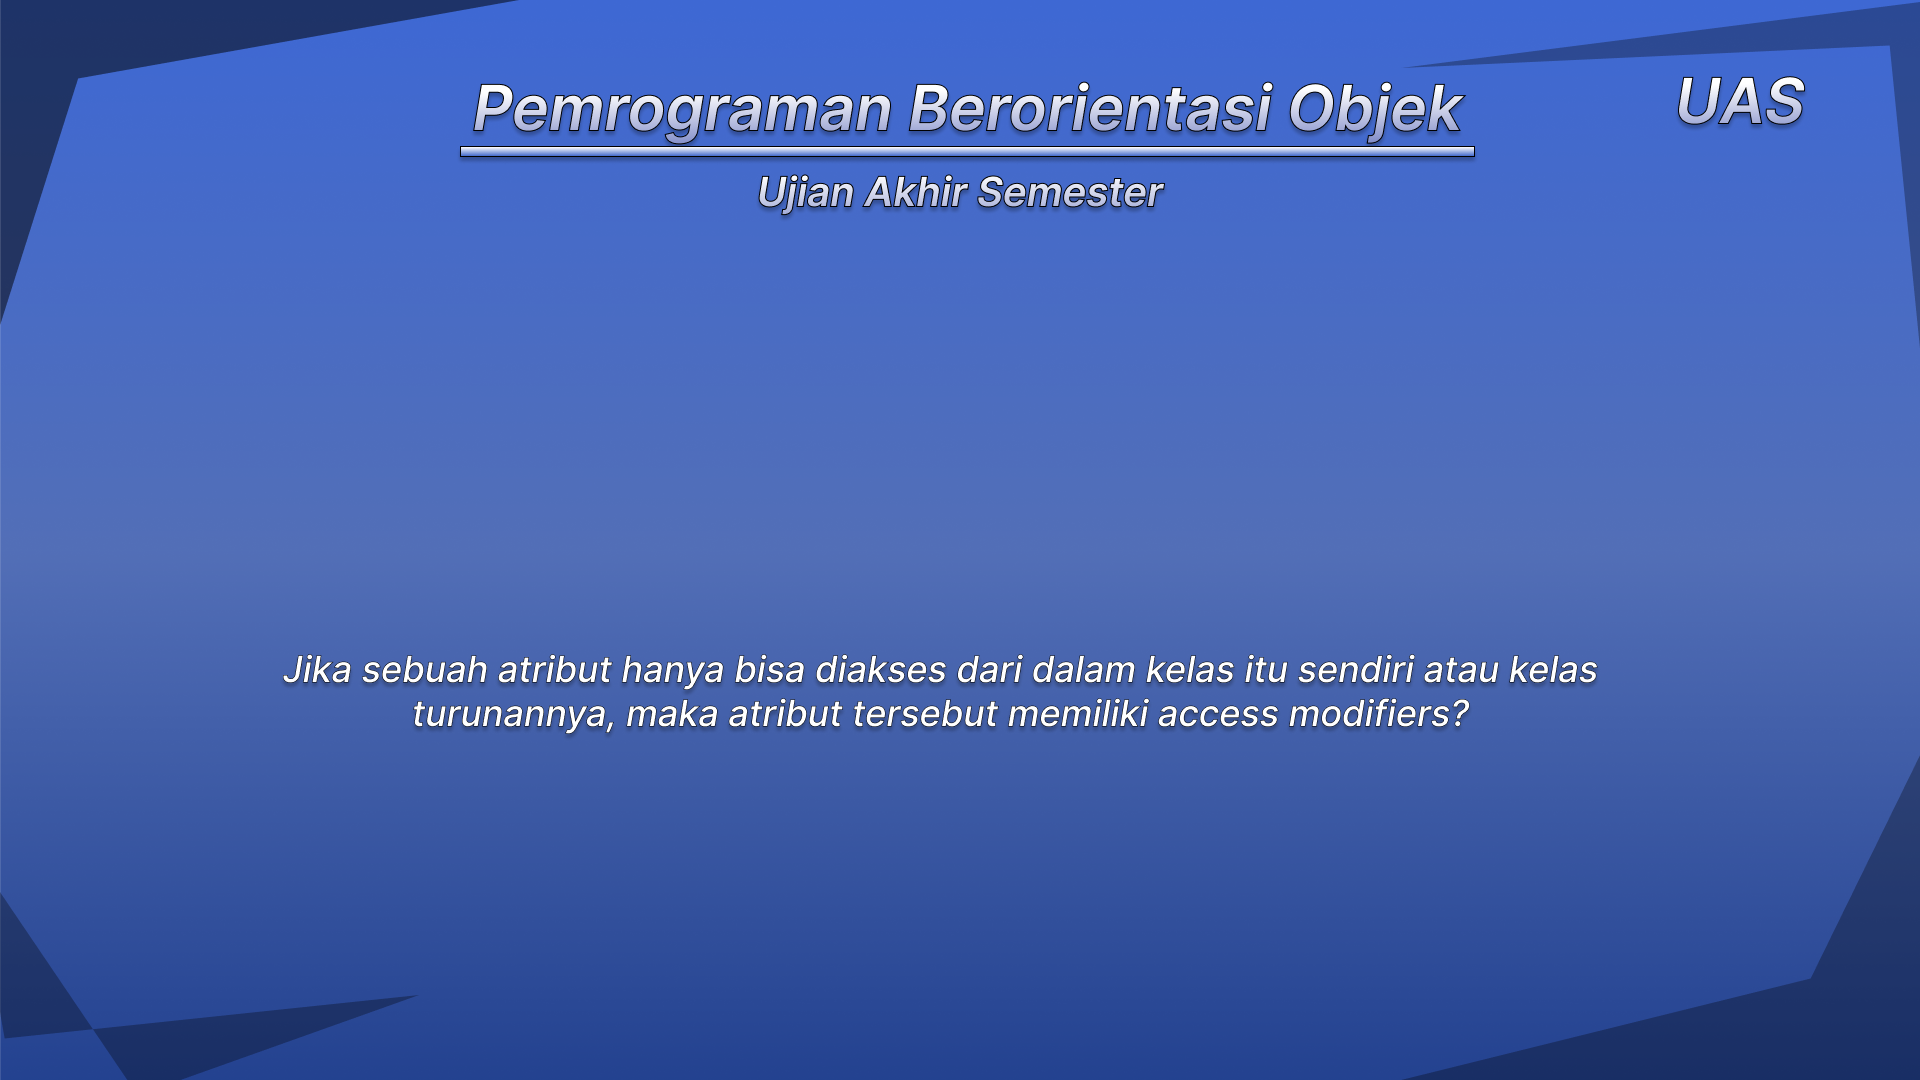 Pemrograman Berorientasi Objek
UAS
Ujian Akhir Semester
Jika sebuah atribut hanya bisa diakses dari dalam kelas itu sendiri atau kelas
turunannya, maka atribut tersebut memiliki access modifiers?